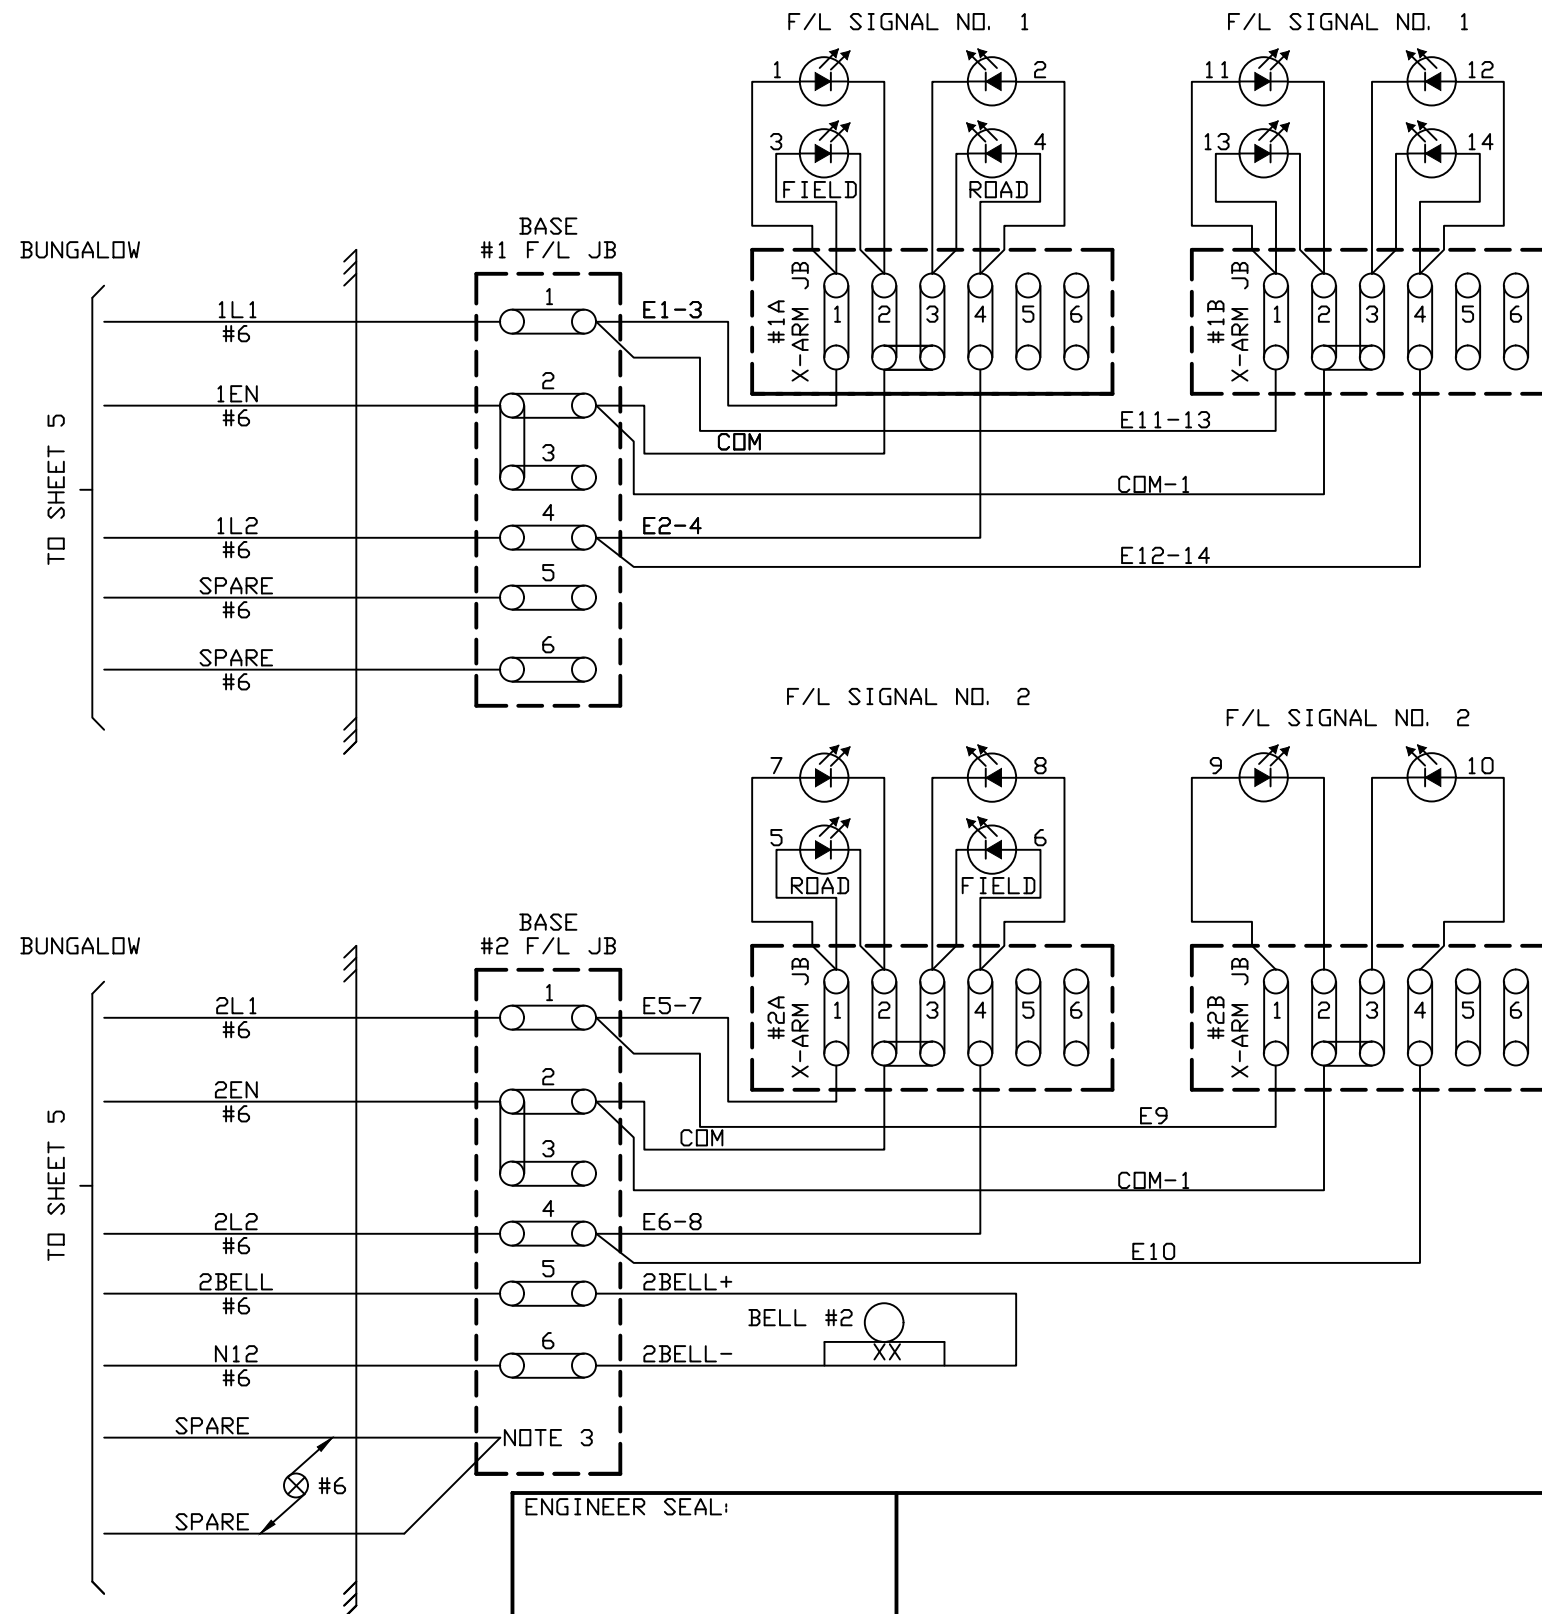 F/L SIGNAL NO. 1
F/L SIGNAL NO. 1
1
2
11
12
3
4
13
14
FIELD
ROAD
BUNGALOW
BASE
#1 F/L JB
#1A
X-ARM JB
1 2 3 4 5 6
#1B
X-ARM JB
1 2 3 4 5 6
TO SHEET 5
1L1
#6
1
E1-3
1EN
#6
2
E11-13
COM
3
COM-1
1L2
#6
4
E2-4
E12-14
SPARE
#6
5
SPARE
#6
6
F/L SIGNAL NO. 2
F/L SIGNAL NO. 2
7
8
9
10
5
6
ROAD
FIELD
BUNGALOW
BASE
#2 F/L JB
#2A
X-ARM JB
1 2 3 4 5 6
#2B
X-ARM JB
1 2 3 4 5 6
TO SHEET 5
2L1
#6
1
E5-7
2EN
#6
2
E9
COM
3
COM-1
2L2
#6
4
E6-8
E10
2BELL
#6
5
2BELL+
BELL #2
XX
N12
#6
6
2BELL-
SPARE
NOTE 3
#6
SPARE
ENGINEER SEAL: